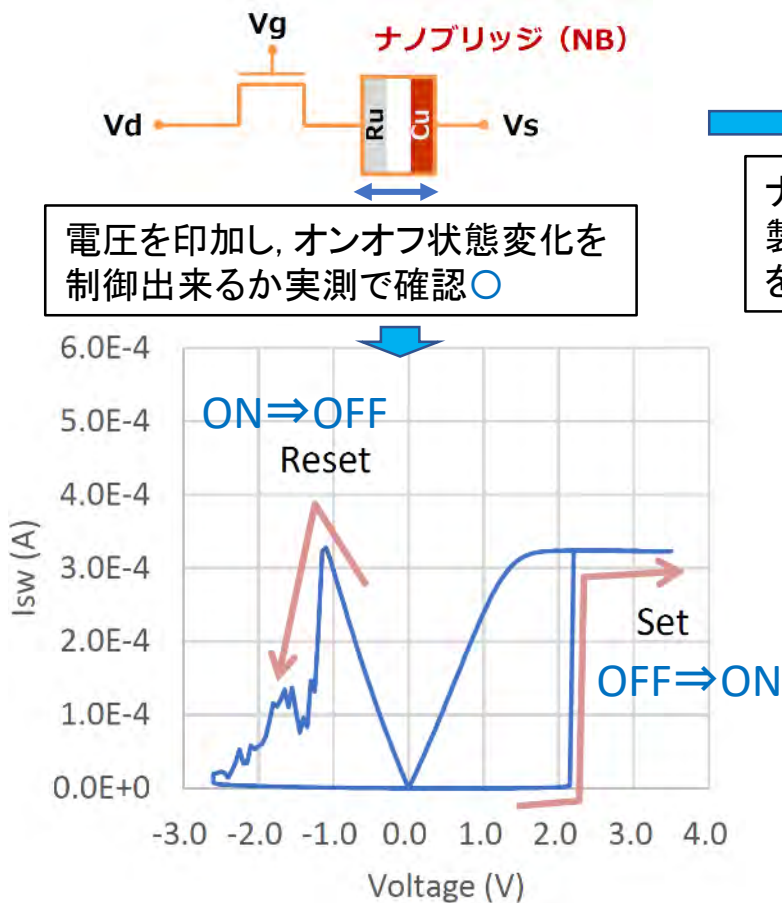 Vg
ナノブリッジ（NB）
Vd
Ru
Cu
Vs
ナ
製
を
電圧を印加し, オンオフ状態変化を
制御出来るか実測で確認○
6.0E-4
5.0E-4
4.0E-4
3.0E-4
2.0E-4
1.0E-4
0.0E+0
Isw (A)
ON⇒OFF
Reset
Set
OFF⇒ON
-3.0 -2.0 -1.0 0.0 1.0 2.0 3.0 4.0
Voltage (V)